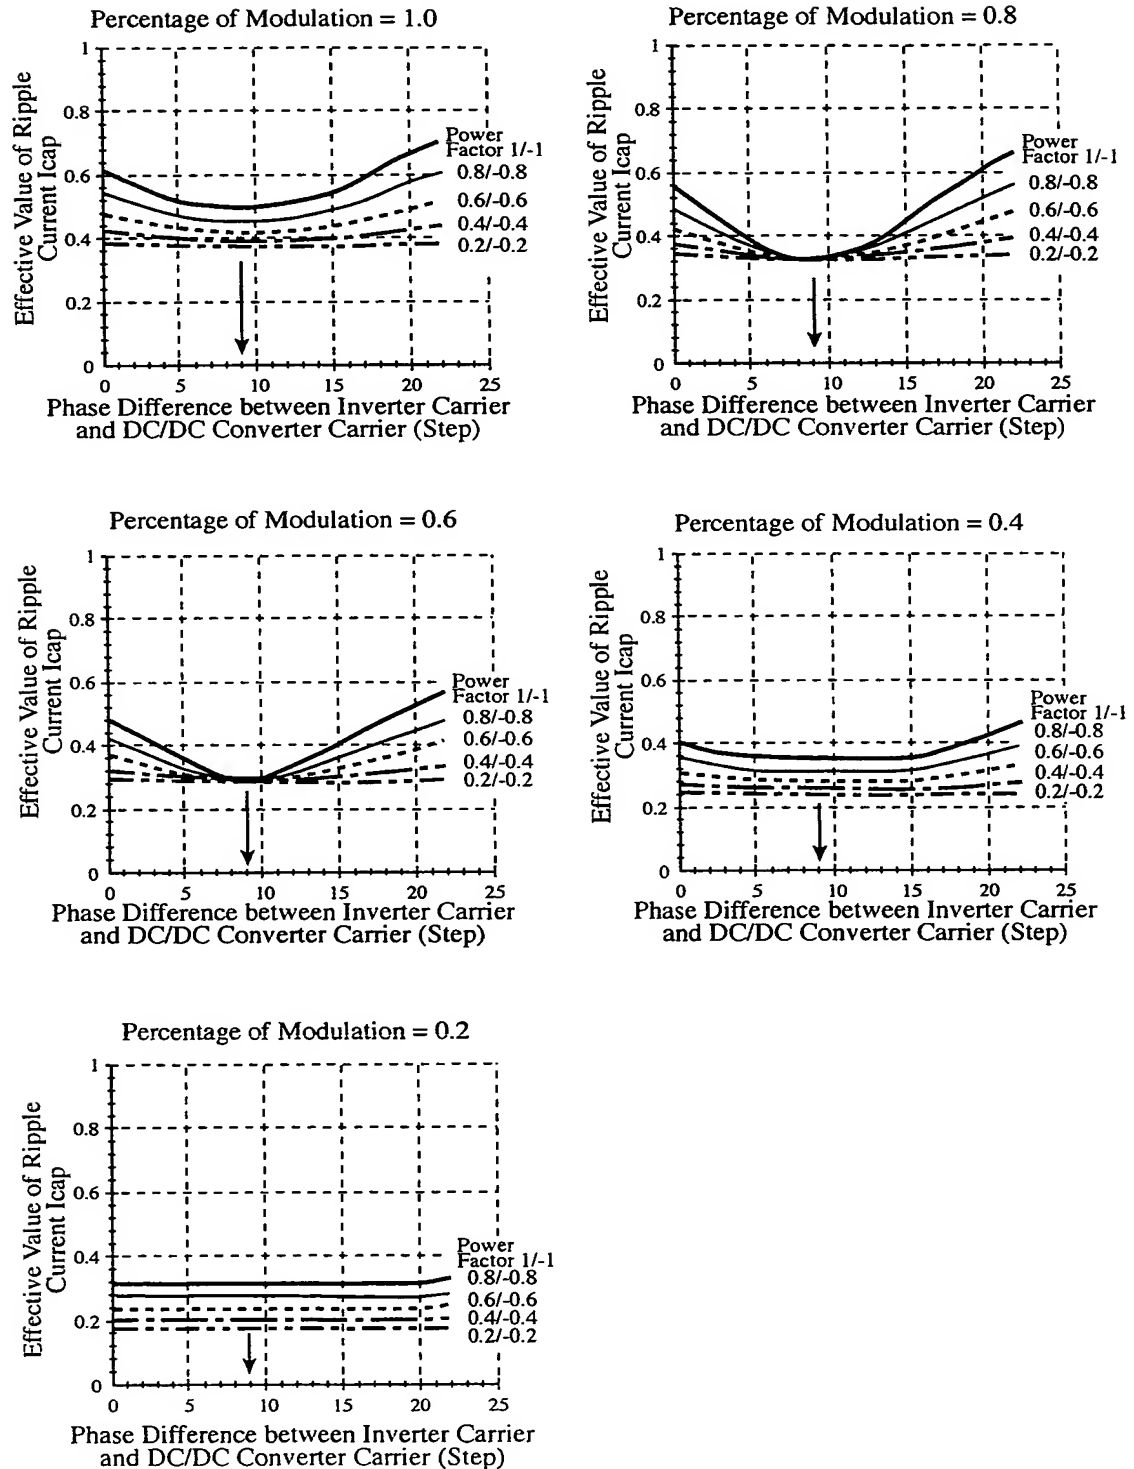 Percentage of Modulation = 1.0
Effective Value of Ripple
Current Icap
1
0.8
0.6
0.4
0.2
0
0
5
10
15
20
25
Power
Factor 1/-1
0.8/-0.8
0.6/-0.6
0.4/-0.4
0.2/-0.2
Phase Difference between Inverter Carrier
and DC/DC Converter Carrier (Step)
Percentage of Modulation = 0.8
Effective Value of Ripple
Current Icap
1
0.8
0.6
0.4
0.2
0
0
5
10
15
20
25
Power
Factor 1/-1
0.8/-0.8
0.6/-0.6
0.4/-0.4
0.2/-0.2
Phase Difference between Inverter Carrier
and DC/DC Converter Carrier (Step)
Percentage of Modulation = 0.6
Effective Value of Ripple
Current Icap
1
0.8
0.6
0.4
0.2
0
0
5
10
15
20
25
Power
Factor 1/-1
0.8/-0.8
0.6/-0.6
0.4/-0.4
0.2/-0.2
Phase Difference between Inverter Carrier
and DC/DC Converter Carrier (Step)
Percentage of Modulation = 0.4
Effective Value of Ripple
Current Icap
1
0.8
0.6
0.4
0.2
0
0
5
10
15
20
25
Power
Factor 1/-1
0.8/-0.8
0.6/-0.6
0.4/-0.4
0.2/-0.2
Phase Difference between Inverter Carrier
and DC/DC Converter Carrier (Step)
Percentage of Modulation = 0.2
Effective Value of Ripple
Current Icap
1
0.8
0.6
0.4
0.2
0
0
5
10
15
20
25
Power
Factor 1/-1
0.8/-0.8
0.6/-0.6
0.4/-0.4
0.2/-0.2
Phase Difference between Inverter Carrier
and DC/DC Converter Carrier (Step)